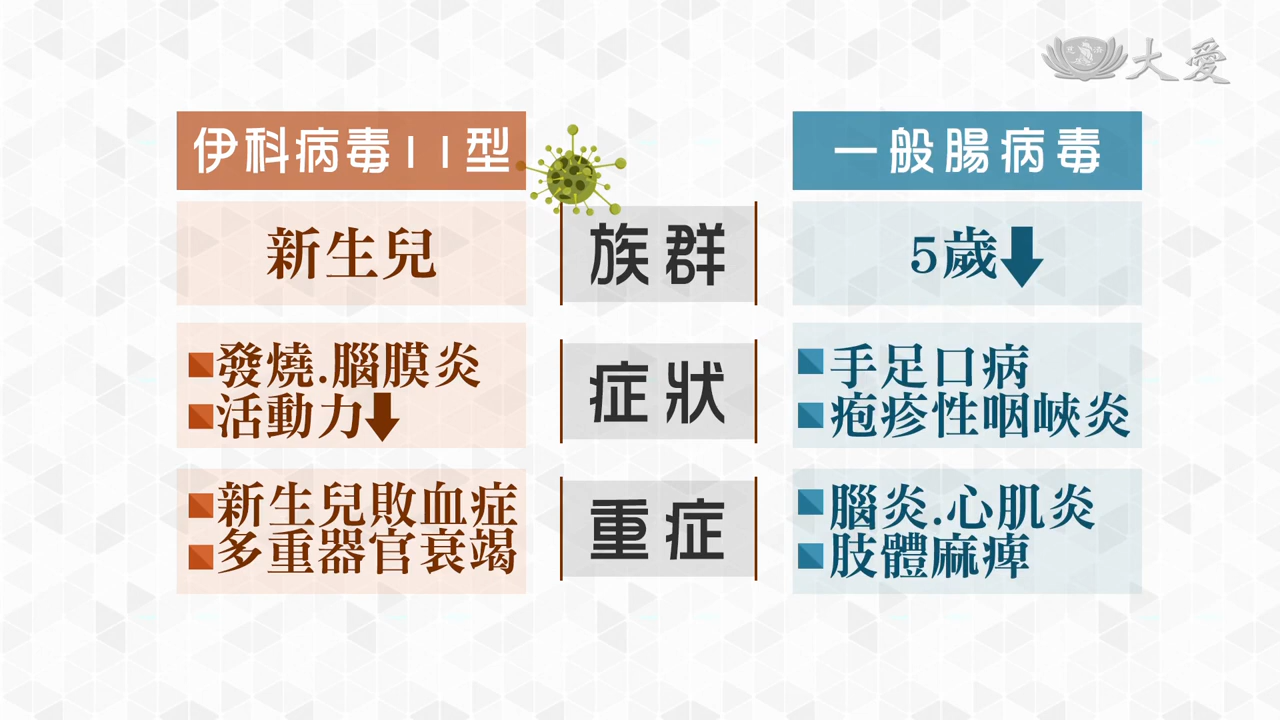 大愛
伊科病毒11型
一般腸病毒
新生兒
族群
5歲↓
發燒.腦膜炎
活動力↓
症狀
手足口病
疱疹性咽峽炎
新生兒敗血症
多重器官衰竭
重症
腦炎.心肌炎
肢體麻痺